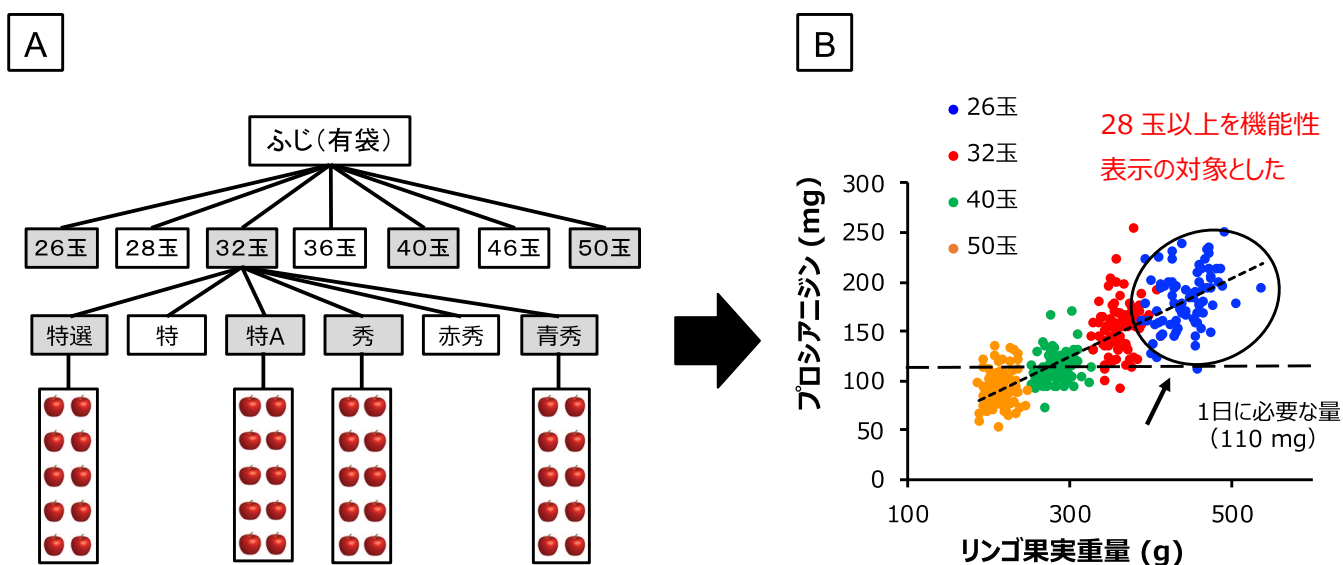 A
ふじ（有袋）
26玉
28玉
32玉
36玉
40玉
46玉
50玉
特選
特
特A
秀
赤秀
青秀
B
26玉
32玉
40玉
50玉
28 玉以上を機能性
表示の対象とした
プロシアニジン (mg)
300
250
200
150
100
50
0
100
300
500
リンゴ果実重量 (g)
1日に必要な量
（110 mg）